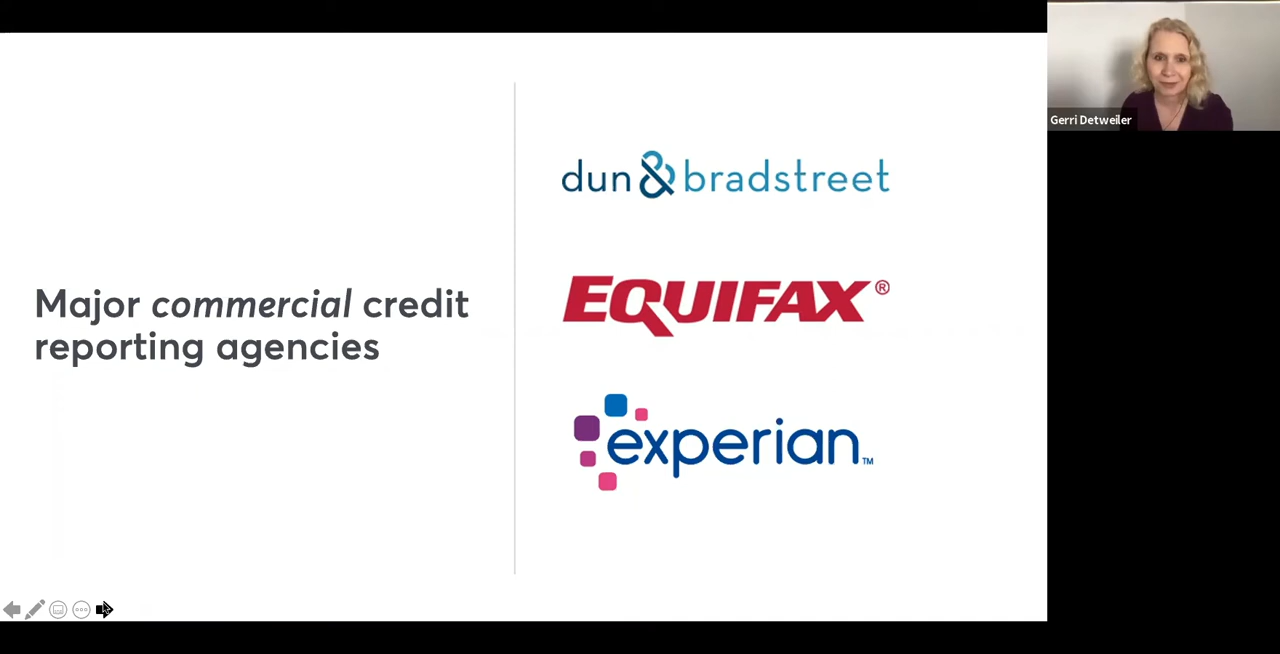 Major commercial credit
reporting agencies
dun & bradstreet
EQUIFAX®
experian™
Gerri Detweiler